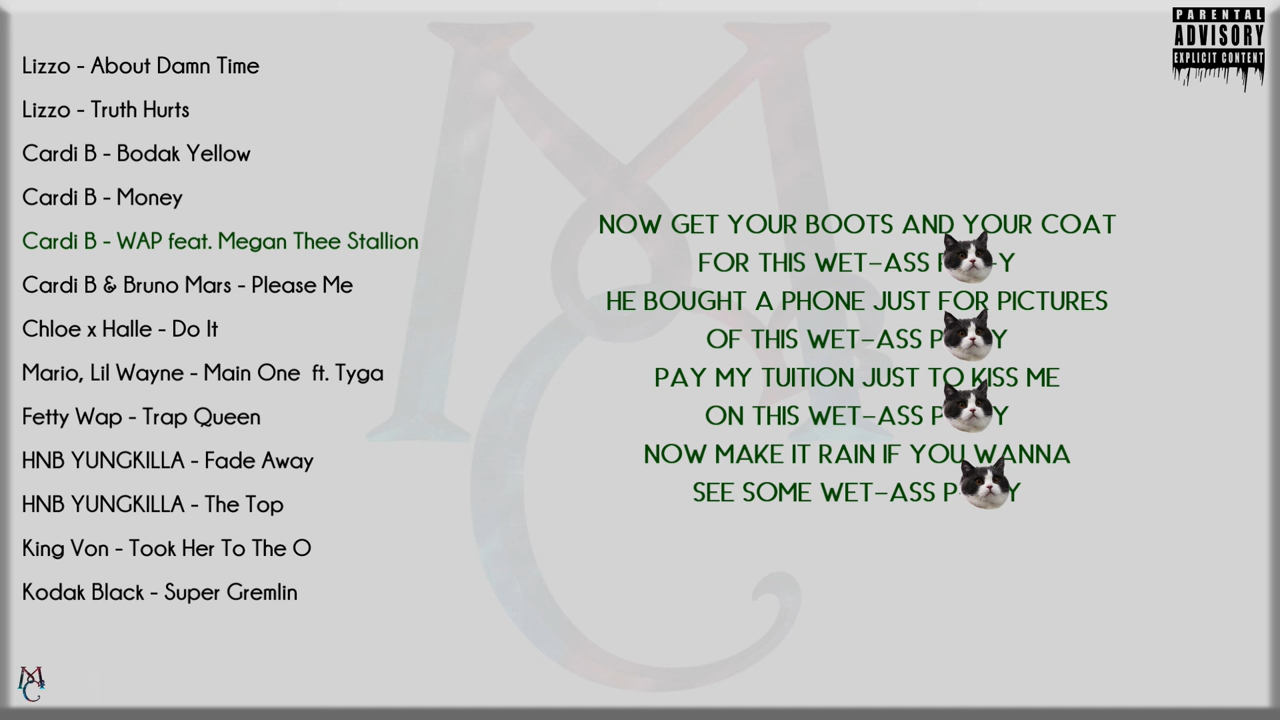 PARENTAL
ADVISORY
EXPLICIT CONTENT
Lizzo - About Damn Time
Lizzo - Truth Hurts
Cardi B - Bodak Yellow
Cardi B - Money
Cardi B - WAP feat. Megan Thee Stallion
Cardi B & Bruno Mars - Please Me
Chloe x Halle - Do It
Mario, Lil Wayne - Main One ft. Tyga
Fetty Wap - Trap Queen
HNB YUNGKILLA - Fade Away
HNB YUNGKILLA - The Top
King Von - Took Her To The O
Kodak Black - Super Gremlin
NOW GET YOUR BOOTS AND YOUR COAT
FOR THIS WET-ASS P Y
HE BOUGHT A PHONE JUST FOR PICTURES
OF THIS WET-ASS P Y
PAY MY TUITION JUST TO KISS ME
ON THIS WET-ASS P Y
NOW MAKE IT RAIN IF YOU WANNA
SEE SOME WET-ASS P Y
MC